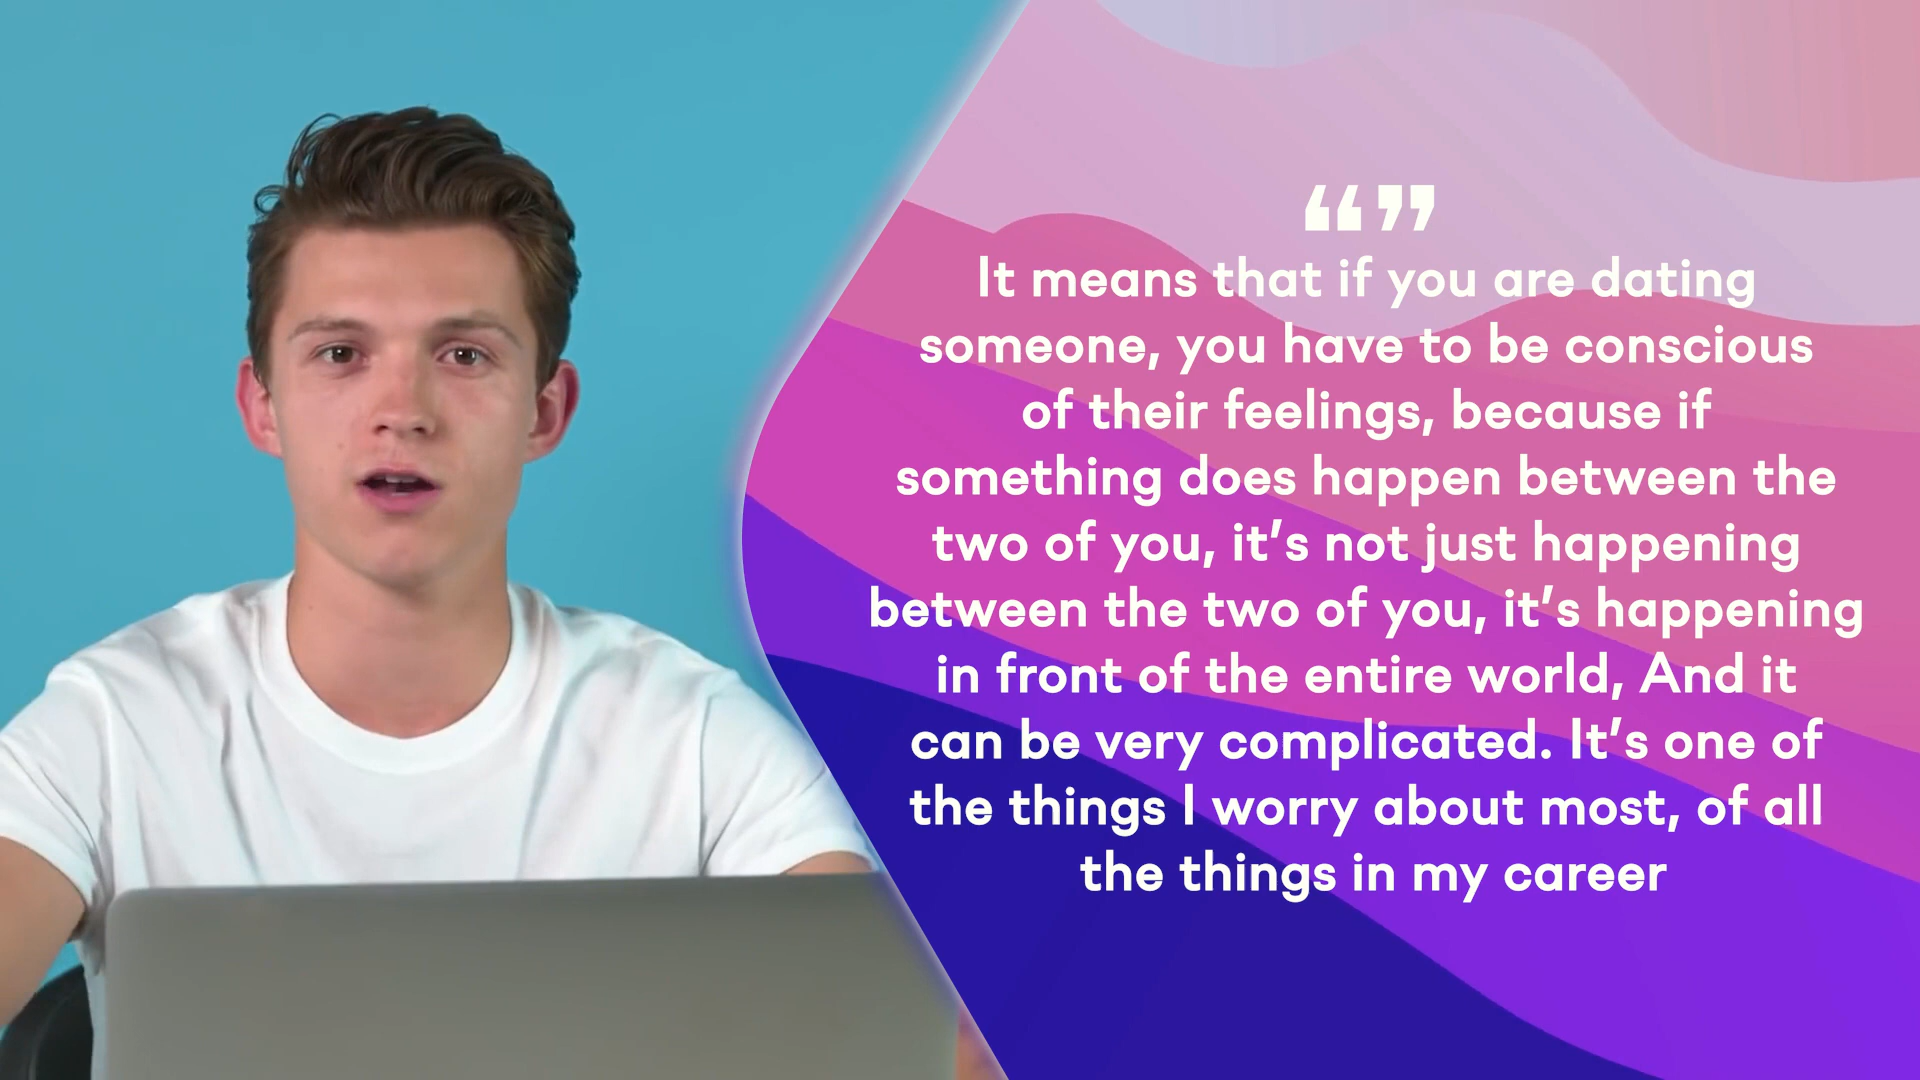 “”
It means that if you are dating
someone, you have to be conscious
of their feelings, because if
something does happen between the
two of you, it’s not just happening
between the two of you, it’s happening
in front of the entire world, And it
can be very complicated. It’s one of
the things I worry about most, of all
the things in my career